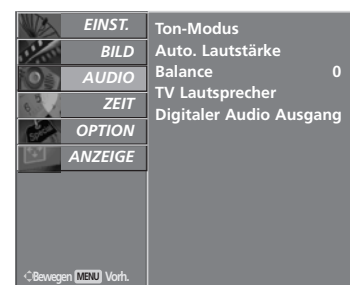 EINST.
BILD
AUDIO
ZEIT
OPTION
ANZEIGE
Ton-Modus
Auto. Lautstärke
Balance 0
TV Lautsprecher
Digitaler Audio Ausgang
Bewegen MENU Vorh.